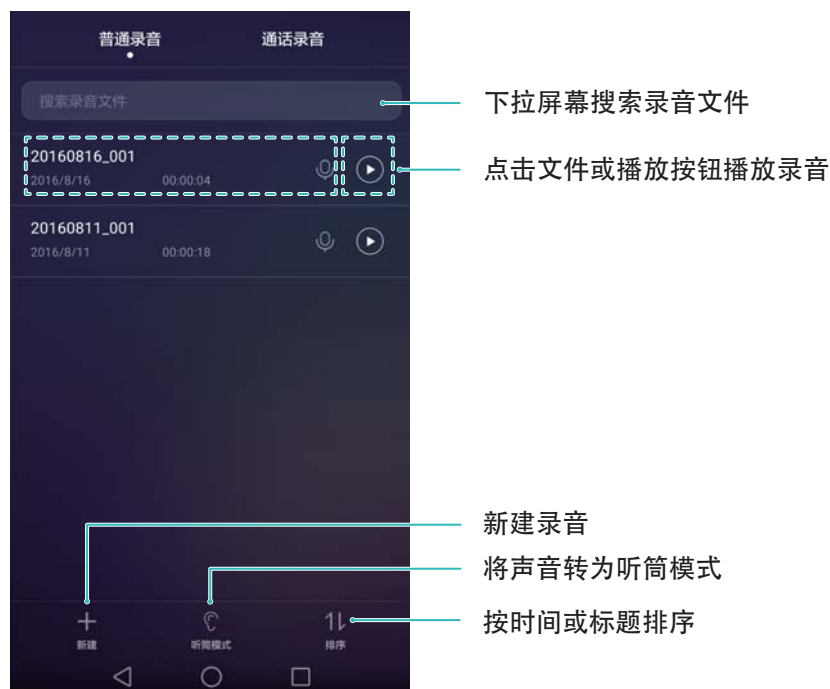 普通录音 通话录音
搜索录音文件
下拉屏幕搜索录音文件
20160816_001
2016/8/16 00:00:04
点击文件或播放按钮播放录音
20160811_001
2016/8/11 00:00:18
新建录音
将声音转为听筒模式
按时间或标题排序
新建 听筒模式 排序